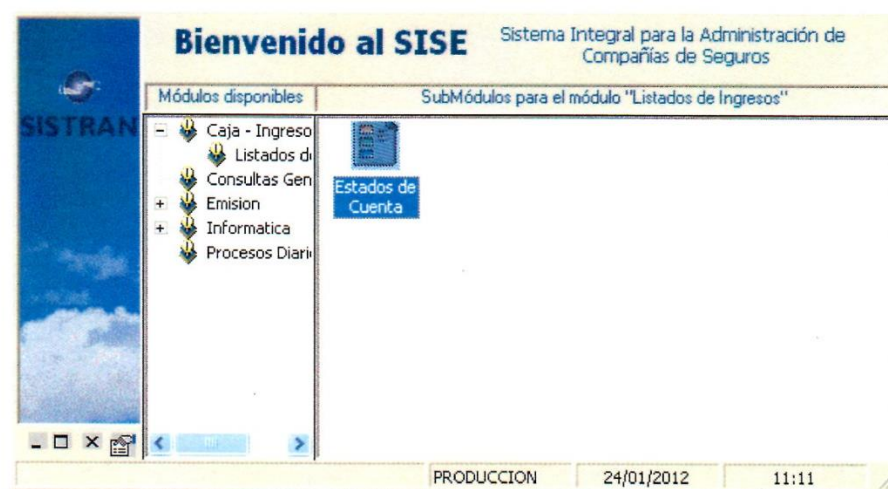 Bienvenido al SISE
Sistema Integral para la Administración de
Compañías de Seguros
SISTRAN
Módulos disponibles
SubMódulos para el módulo "Listados de Ingresos"
Caja - Ingreso
Listados d
Consultas Gen
Emision
Informatica
Procesos Diari
Estados de
Cuenta
PRODUCCION
24/01/2012
11:11